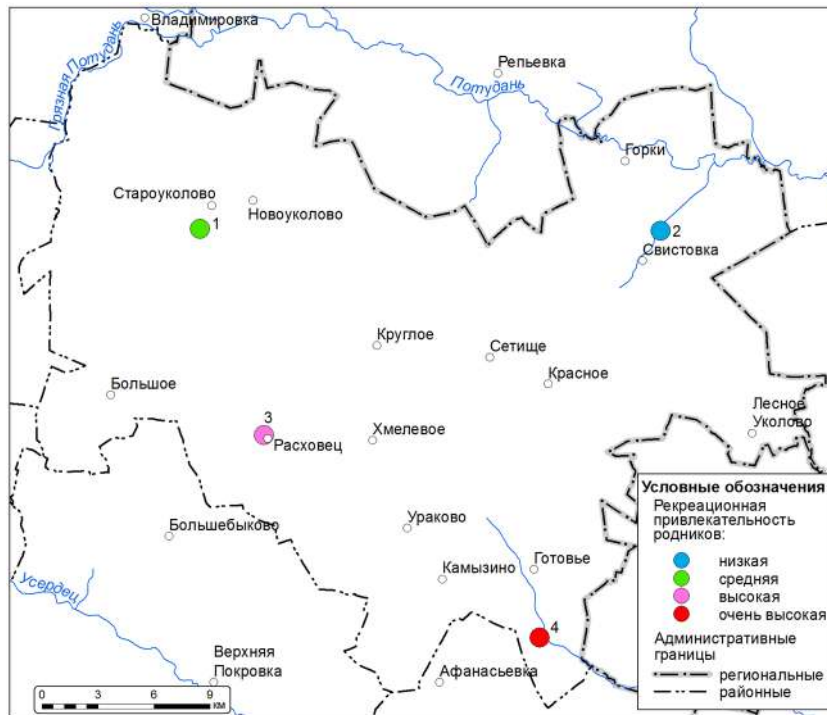 Владимировка
Грязная Потудань
Репьевка
Потудань
Горки
Староуколово
Новоуколово
1
2
Свистовка
Круглое
Сетище
Красное
Большое
Лесное
Уколово
3
Расховец
Хмелевое
Большебыково
Ураково
Камызино
Готовье
Усердец
4
Верхняя
Покровка
Афанасьевка
0 3 6 9
км
Условные обозначения
Рекреационная
привлекательность
родников:
низкая
средняя
высокая
очень высокая
Административные
границы
региональные
районные